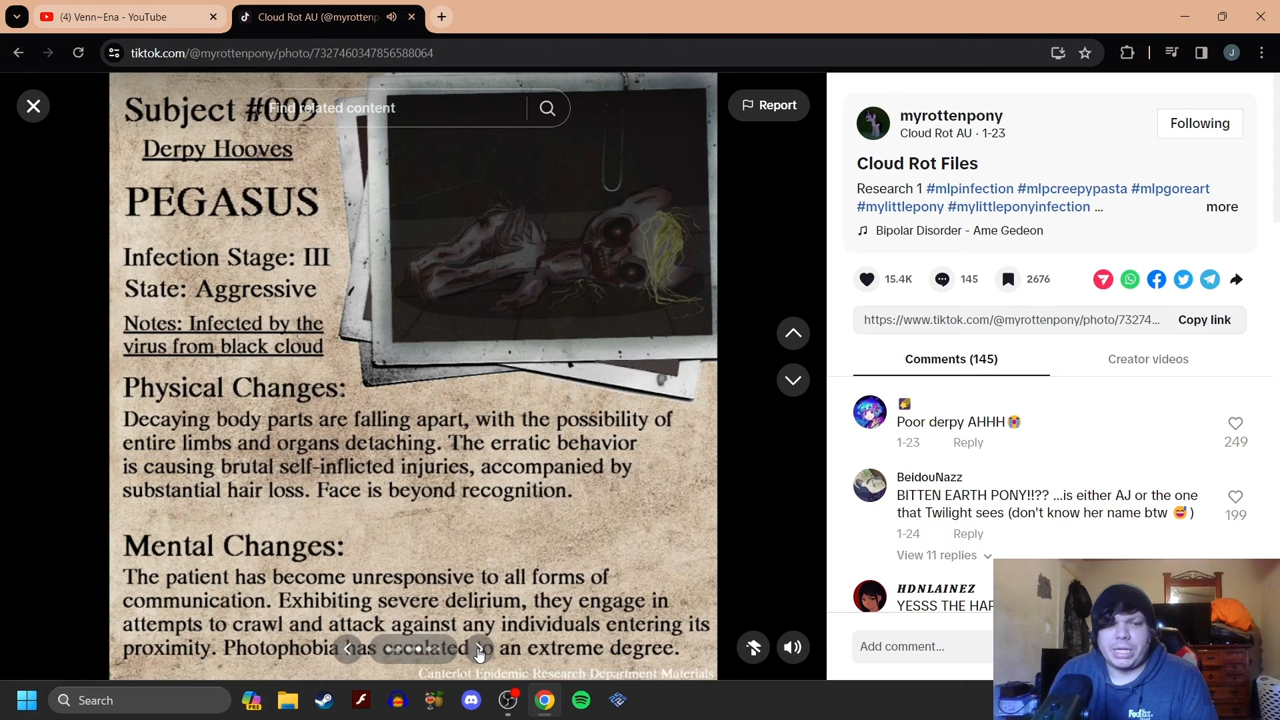 (4) Venn~Ena - YouTube
Cloud Rot AU (@myrottenp
tiktok.com/@myrottenpony/photo/7327460347856588064
J
Find related content
Report
Subject #009
Derpy Hooves
PEGASUS
Infection Stage: III
State: Aggressive
Notes: Infected by the
virus from black cloud
Physical Changes:
Decaying body parts are falling apart, with the possibility of
entire limbs and organs detaching. The erratic behavior
is causing brutal self-inflicted injuries, accompanied by
substantial hair loss. Face is beyond recognition.
Mental Changes:
The patient has become unresponsive to all forms of
communication. Exhibiting severe delirium, they engage in
attempts to crawl and attack against any individuals entering its
proximity. Photophobia has escalated to an extreme degree.
Canterlot Epidemic Research Department Materials
myrottenpony
Cloud Rot AU · 1-23
Following
Cloud Rot Files
Research 1 #mlpinfection #mlpcreepypasta #mlpgoreart
#mylittlepony #mylittleponyinfection ...
more
Bipolar Disorder - Ame Gedeon
15.4K
145
2676
https://www.tiktok.com/@myrottenpony/photo/73274...
Copy link
Comments (145)
Creator videos
Poor derpy AHHH
1-23
Reply
249
BeidouNazz
BITTEN EARTH PONY!!?? ...is either AJ or the one
that Twilight sees (don't know her name btw 😅 )
1-24
Reply
199
View 11 replies
HDNLAINEZ
YESSS THE HAP
Add comment...
Search
PRE
FedEx